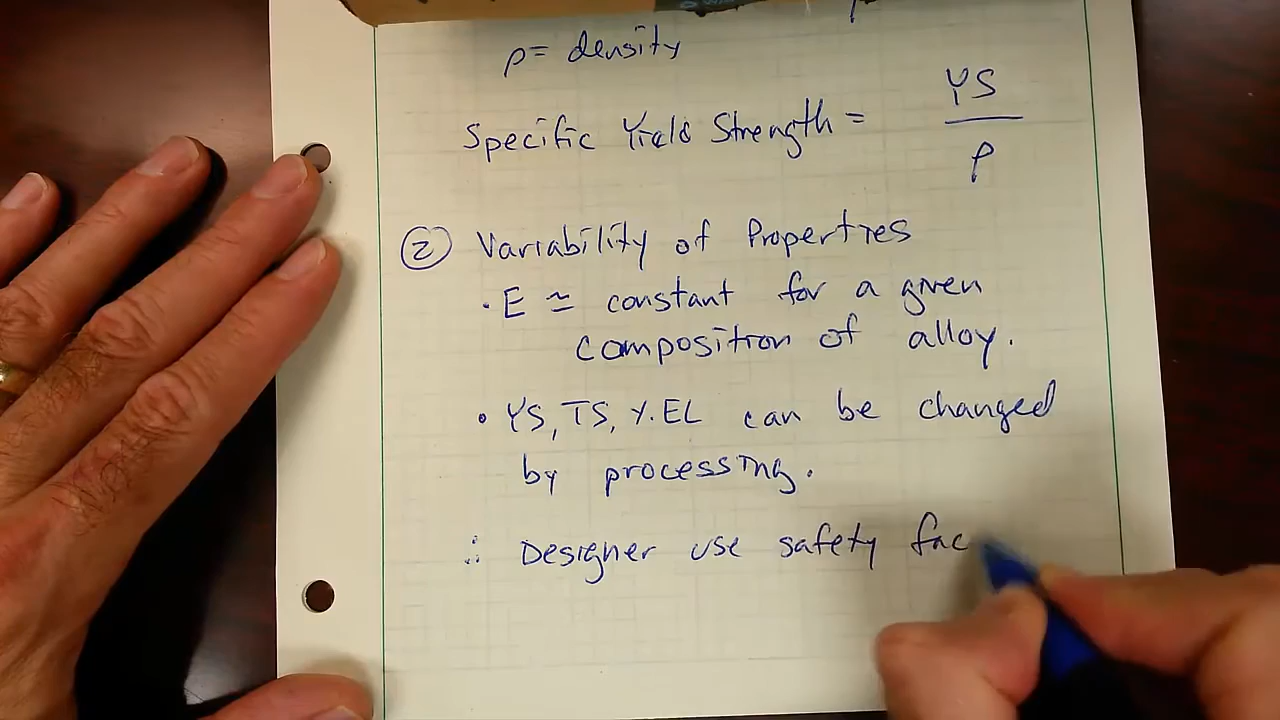 ρ= density
Specific Yield Strength = YS / ρ
② Variability of Properties
• E ≃ constant for a given
composition of alloy.
• YS, TS, %EL can be changed
by processing.
∴ Designer use safety fac